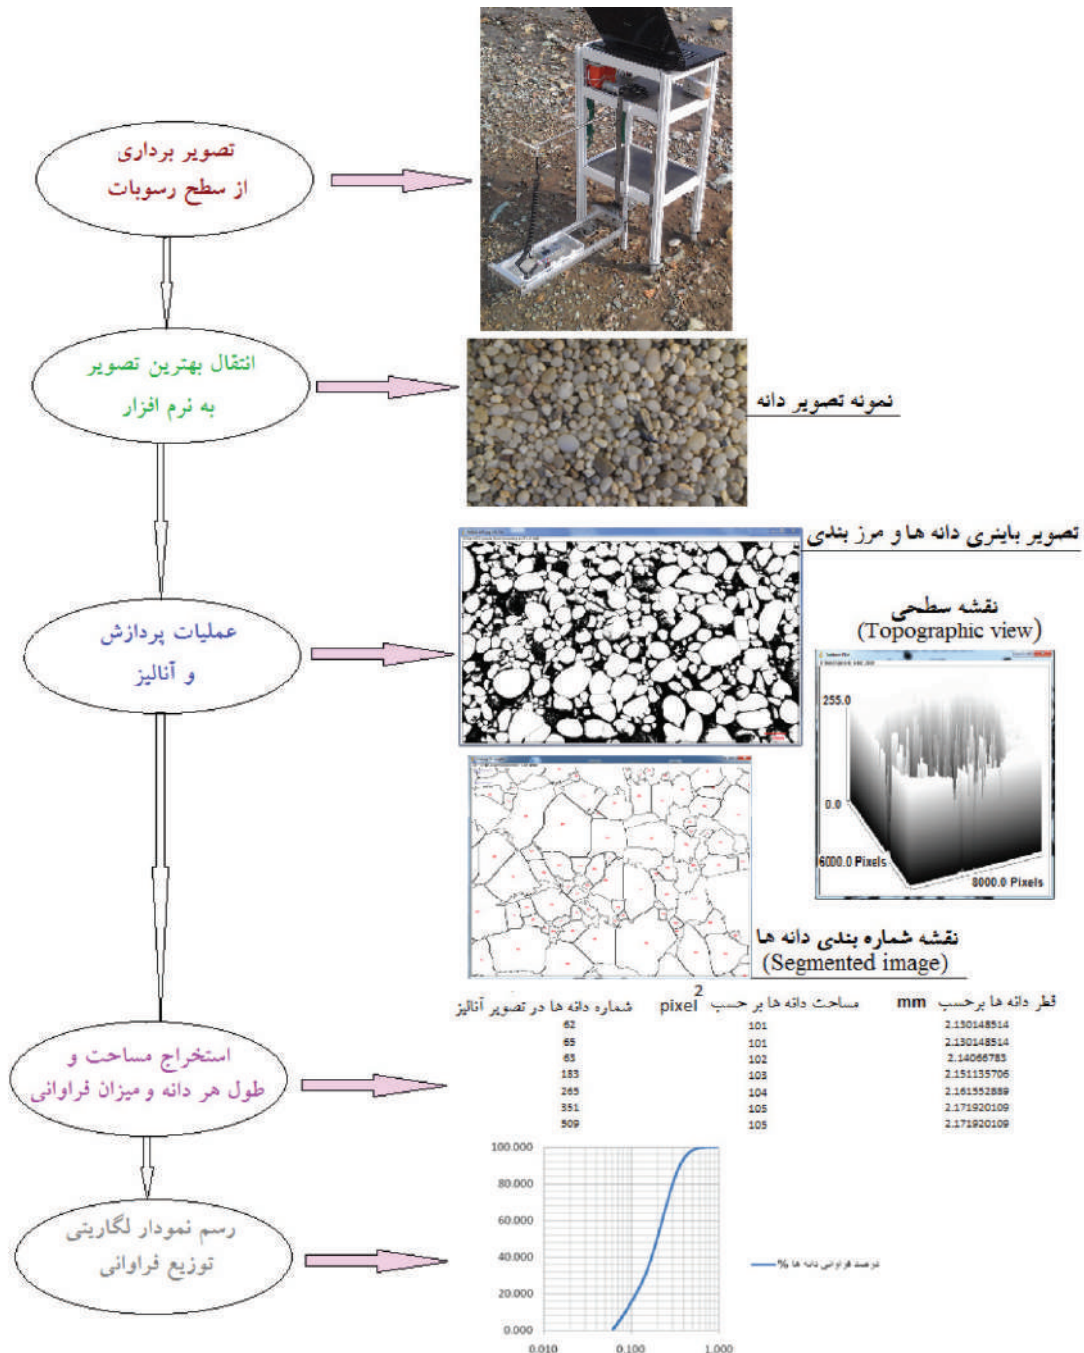 تصویر برداری
از سطح رسوبات
انتقال بهترین تصویر
به نرم افزار
نمونه تصویر دانه
تصویر باینری دانه ها و مرز بندی
عملیات پردازش
و آنالیز
نقشه سطحی
(Topographic view)
255.0
0.0
6000.0 Pixels
8000.0 Pixels
نقشه شماره بندی دانه ها
(Segmented image)
استخراج مساحت و
طول هر دانه و میزان فراوانی
شماره دانه ها در تصویر آنالیز مساحت دانه ها بر حسب pixel 2 قطر دانه ها برحسب mm
62 101 2.130148514
65 101 2.130148514
63 102 2.14066783
183 103 2.151135706
265 104 2.161552889
351 105 2.171920109
509 105 2.171920109
رسم نمودار لگاریتی
توزیع فراوانی
100.000
80.000
60.000
40.000
20.000
0.000
0.010 0.100 1.000
درصد فراوانی دانه ها %